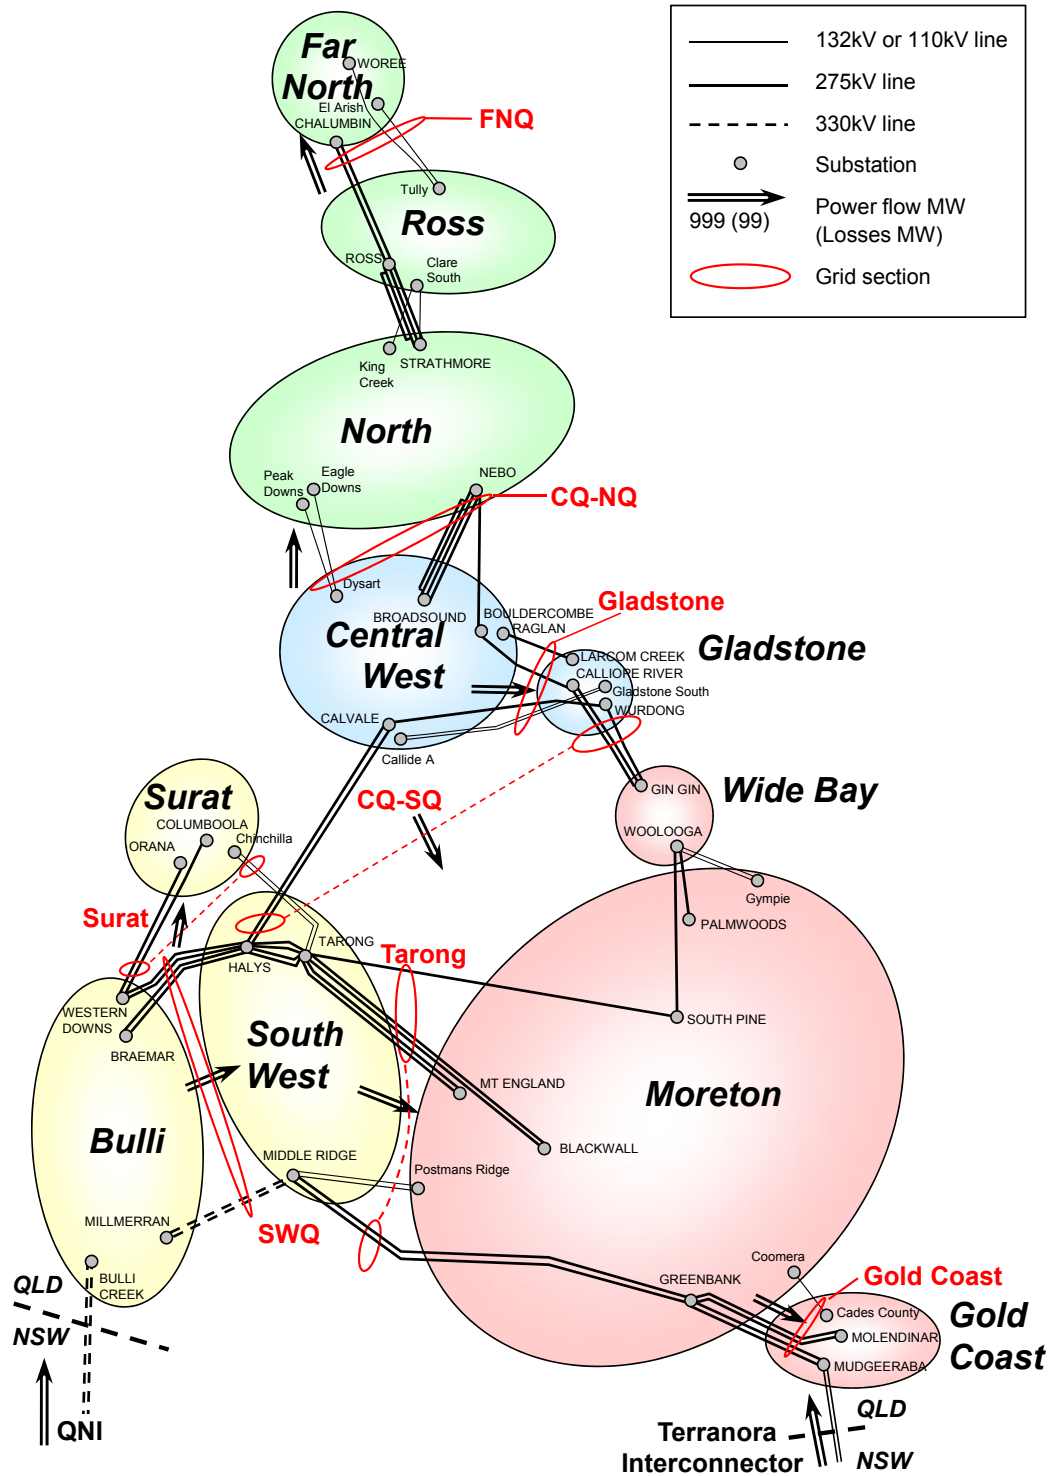 132kV or 110kV line
275kV line
330kV line
Substation
999 (99)
Power flow MW
(Losses MW)
Grid section
Far
North
WOREE
El Arish
CHALUMBIN
FNQ
Tully
Ross
ROSS
Clare
South
King
Creek
STRATHMORE
North
Peak
Downs
Eagle
Downs
NEBO
CQ-NQ
Dysart
BROADSOUND
BOULDERCOMBE
RAGLAN
Central
West
Gladstone
Gladstone
LARCOM CREEK
CALLIOPE RIVER
Gladstone South
WURDONG
CALVALE
Callide A
CQ-SQ
GIN GIN
Wide Bay
WOOLOOGA
Gympie
PALMWOODS
Surat
COLUMBOOLA
ORANA
Chinchilla
Surat
TARONG
HALYS
Tarong
WESTERN
DOWNS
BRAEMAR
SOUTH PINE
South
West
MT ENGLAND
Moreton
BLACKWALL
Bulli
MIDDLE RIDGE
Postmans Ridge
MILLMERRAN
SWQ
BULLI
CREEK
QLD
NSW
QNI
Coomera
GREENBANK
Gold Coast
Cades County
MOLENDINAR
MUDGEERABA
Gold
Coast
QLD
NSW
Terranora
Interconnector